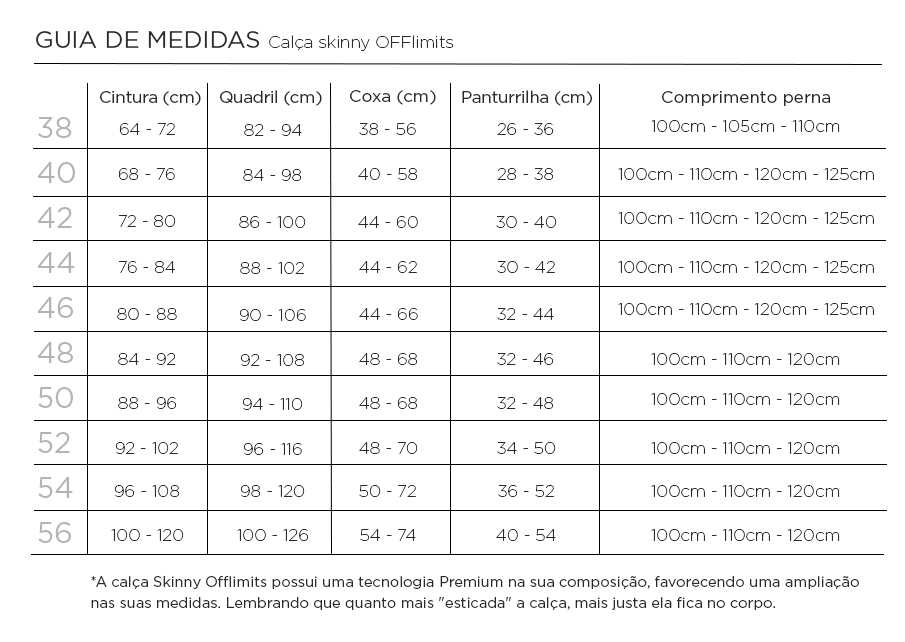 GUIA DE MEDIDAS Calça skinny OFFlimits
Cintura (cm) Quadril (cm) Coxa (cm) Panturrilha (cm) Comprimento perna
38 64 - 72 82 - 94 38 - 56 26 - 36 100cm - 105cm - 110cm
40 68 - 76 84 - 98 40 - 58 28 - 38 100cm - 110cm - 120cm - 125cm
42 72 - 80 86 - 100 44 - 60 30 - 40 100cm - 110cm - 120cm - 125cm
44 76 - 84 88 - 102 44 - 62 30 - 42 100cm - 110cm - 120cm - 125cm
46 80 - 88 90 - 106 44 - 66 32 - 44 100cm - 110cm - 120cm - 125cm
48 84 - 92 92 - 108 48 - 68 32 - 46 100cm - 110cm - 120cm
50 88 - 96 94 - 110 48 - 68 32 - 48 100cm - 110cm - 120cm
52 92 - 102 96 - 116 48 - 70 34 - 50 100cm - 110cm - 120cm
54 96 - 108 98 - 120 50 - 72 36 - 52 100cm - 110cm - 120cm
56 100 - 120 100 - 126 54 - 74 40 - 54 100cm - 110cm - 120cm
*A calça Skinny Offlimits possui uma tecnologia Premium na sua composição, favorecendo uma ampliação
nas suas medidas. Lembrando que quanto mais "esticada" a calça, mais justa ela fica no corpo.